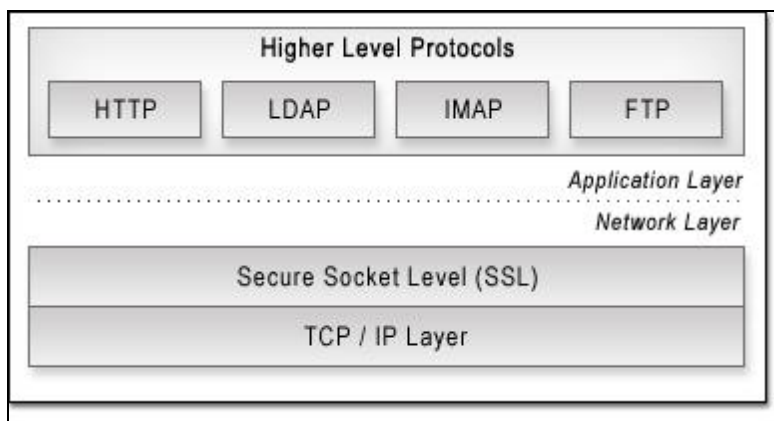 Higher Level Protocols
HTTP LDAP IMAP FTP
Application Layer
Network Layer
Secure Socket Level (SSL)
TCP / IP Layer